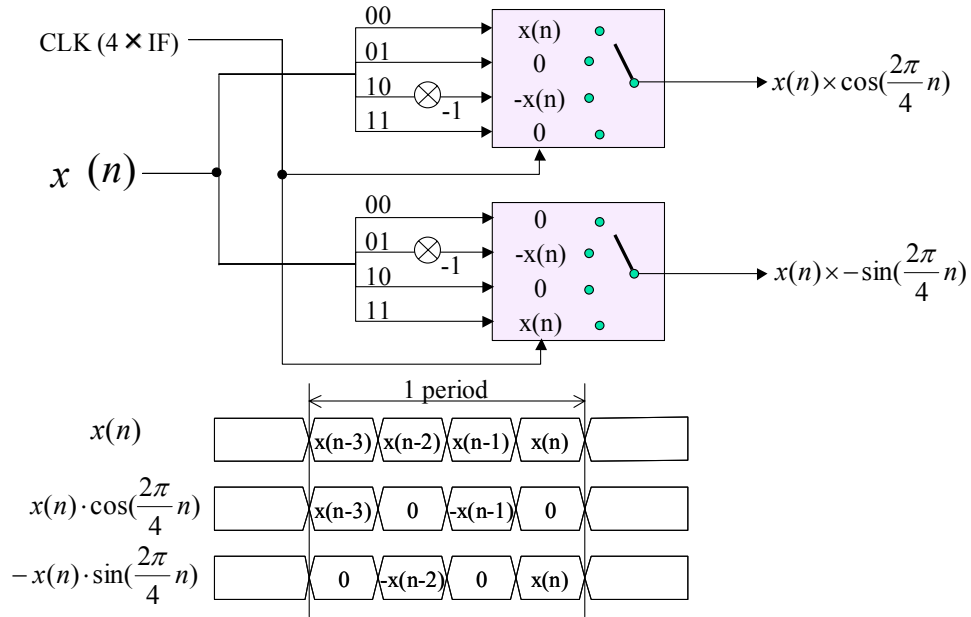 CLK (4 × IF)
x (n)
00
01
10
11
-1
x(n)
0
-x(n)
0
x(n) × cos(2π/4 n)
00
01
10
11
-1
0
-x(n)
0
x(n)
x(n) × −sin(2π/4 n)
1 period
x(n) x(n-3) x(n-2) x(n-1) x(n)
x(n) · cos(2π/4 n) x(n-3) 0 -x(n-1) 0
− x(n) · sin(2π/4 n) 0 -x(n-2) 0 x(n)